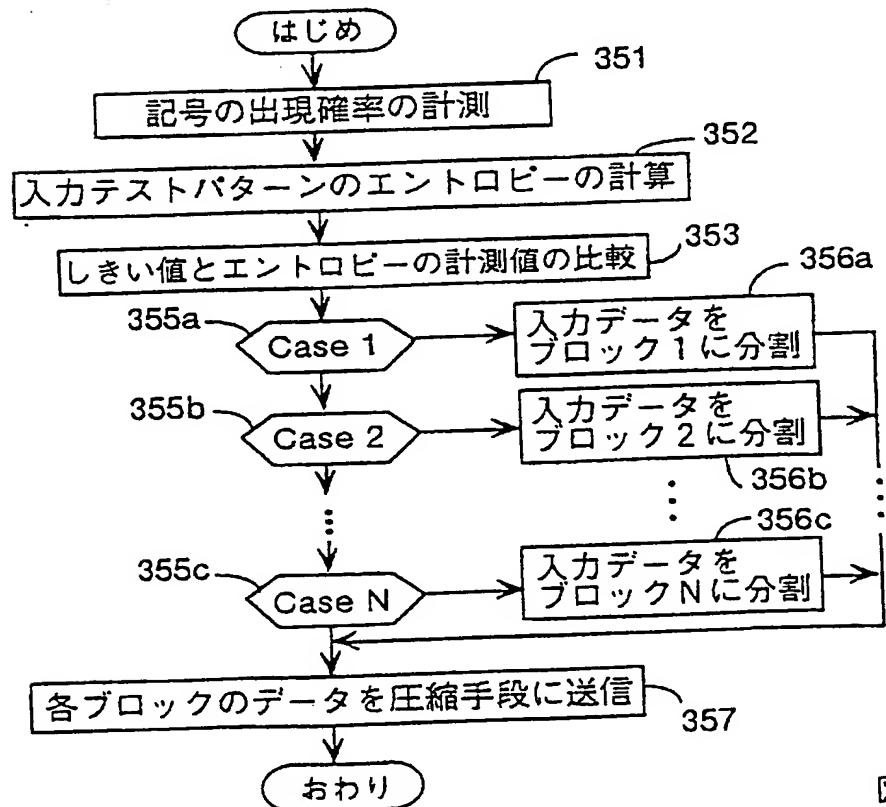 はじめ
351
記号の出現確率の計測
352
入力テストパターンのエントロピーの計算
353
しきい値とエントロピーの計測値の比較
356a
355a
Case 1
入力データを
ブロック1に分割
355b
Case 2
入力データを
ブロック2に分割
356b
356c
355c
Case N
入力データを
ブロックNに分割
各ブロックのデータを圧縮手段に送信
357
おわり